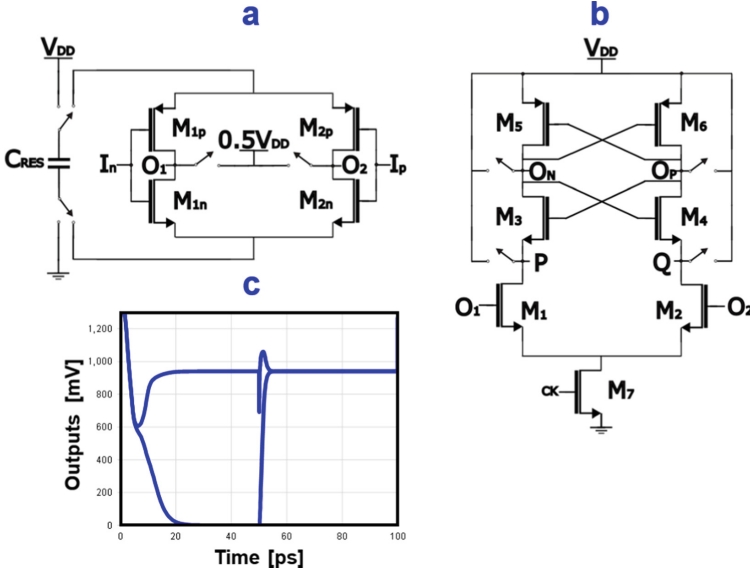 a
b
VDD
VDD
M1p
M2p
0.5VDD
CRES
In
O1
O2
Ip
M1n
M2n
M5
M6
ON
OP
M3
M4
P
Q
O1
M1
M2
O2
CK
M7
c
1,200
1,000
800
600
400
200
0
Outputs [mV]
0
20
40
60
80
100
Time [ps]